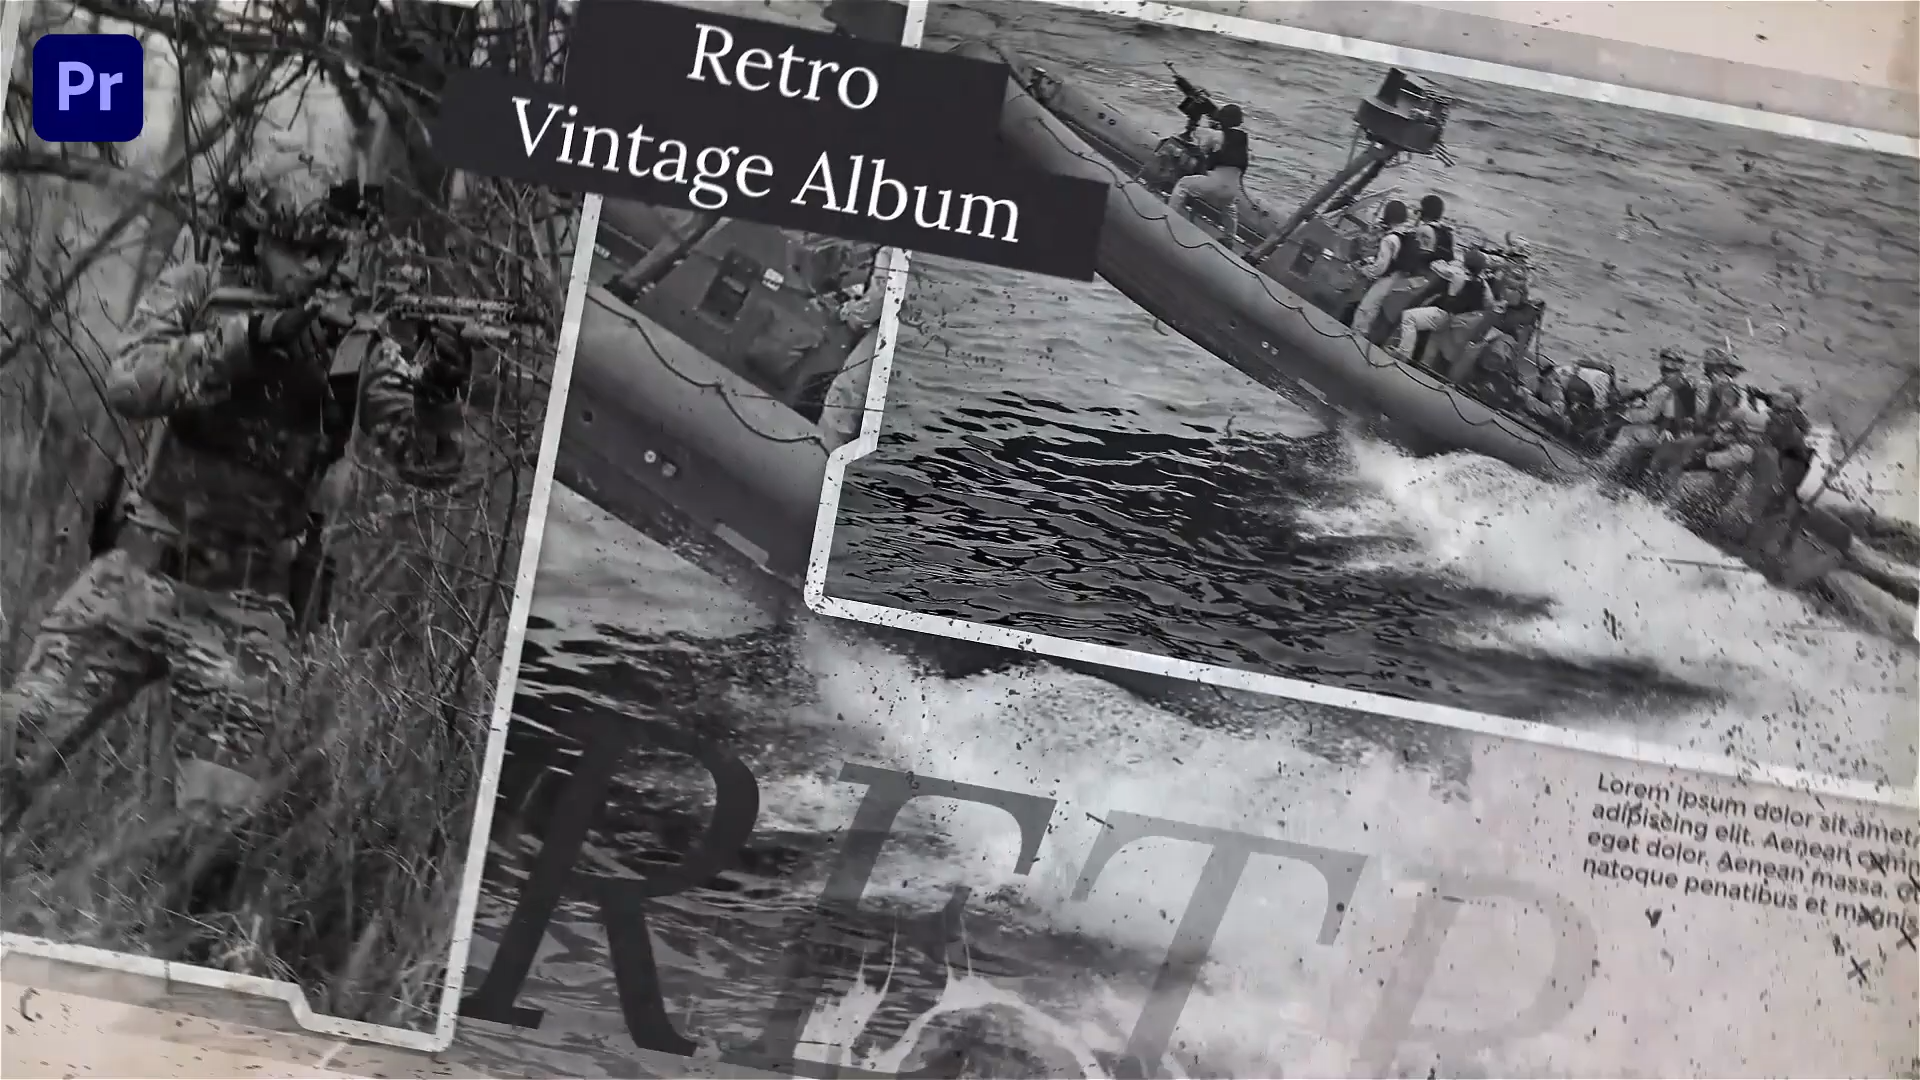 Pr
Retro
Vintage Album
Lorem ipsum dolor sit amet,
adipiscing elit. Aenean
eget dolor. Aenean massa.
natoque penatibus et magnis
RETR